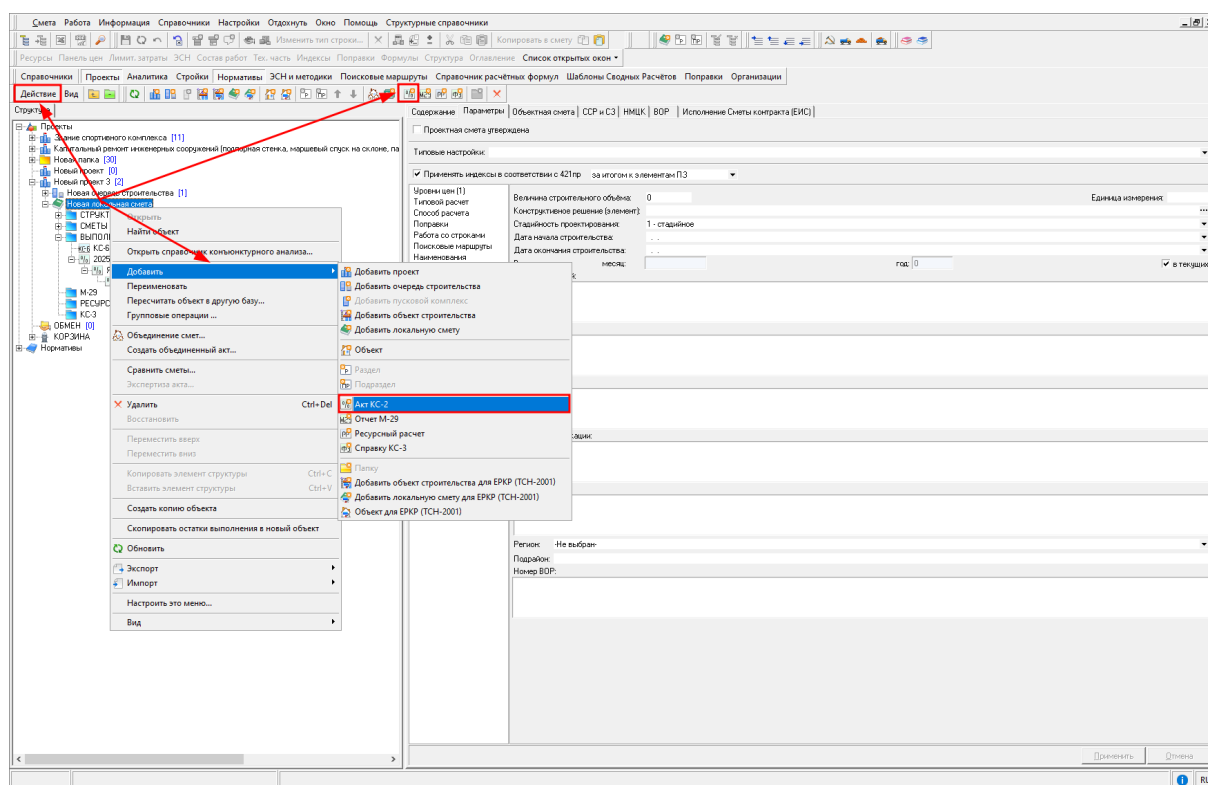 Смета Работа Информация Справочники Настройки Отдохнуть Окно Помощь Структурные справочники
Изменить тип строки... Копировать в смету
Ресурсы Панель цен Лимит. затраты ЭСН Состав работ Тех. часть Индексы Поправки Формулы Структура Оглавление Список открытых окон
Справочники Проекты Аналитика Стройки Нормативы ЭСН и методики Поисковые маршруты Справочник расчётных формул Шаблоны Сводных Расчётов Поправки Организации
Действие Вид
Структура
Проекты
Здание спортивного комплекса [11]
Капитальный ремонт инженерных сооружений (подпорная стенка, маршевый спуск на склоне, па
Новая папка [30]
Новый проект [0]
Новый проект 3 [2]
Новая очередь строительства [1]
Новая локальная смета
СТРУКТ
СМЕТЫ
ВЫПОЛ
КС-6 КС-6
2025
М-29
РЕСУРС
КС-3
ОБМЕН [0]
КОРЗИНА
Нормативы
Открыть
Найти объект
Открыть справочник конъюнктурного анализа...
Добавить
Переименовать
Пересчитать объект в другую базу...
Групповые операции ...
Объединение смет...
Создать объединенный акт...
Сравнить сметы...
Экспертиза акта...
Удалить Ctrl+Del
Восстановить
Переместить вверх
Переместить вниз
Копировать элемент структуры Ctrl+C
Вставить элемент структуры Ctrl+V
Создать копию объекта
Скопировать остатки выполнения в новый объект
Обновить
Экспорт
Импорт
Настроить это меню...
Вид
Добавить проект
Добавить очередь строительства
Добавить пусковой комплекс
Добавить объект строительства
Добавить локальную смету
Объект
Раздел
Подраздел
Акт КС-2
Отчет М-29
Ресурсный расчет
Справку КС-3
Папку
Добавить объект строительства для ЕРКР (ТСН-2001)
Добавить локальную смету для ЕРКР (ТСН-2001)
Объект для ЕРКР (ТСН-2001)
Содержание Параметры Объектная смета ССР и СЗ НМЦК ВОР Исполнение Сметы контракта (ЕИС)
Проектная смета утверждена
Типовые настройки:
Применять индексы в соответствии с 421пр за итогом к элементам ПЗ
Уровни цен (1)
Типовой расчет
Способ расчета
Поправки
Работа со строками
Поисковые маршруты
Наименования
Величина строительного объёма: 0 Единица измерения:
Конструктивное решение (элемент):
Стадийность проектирования: 1 - стадийное
Дата начала строительства: . .
Дата окончания строительства: . .
месяц: год: 0 в текущих
Регион: -Не выбран-
Подрайон:
Номер ВОР:
Применить Отмена
RU